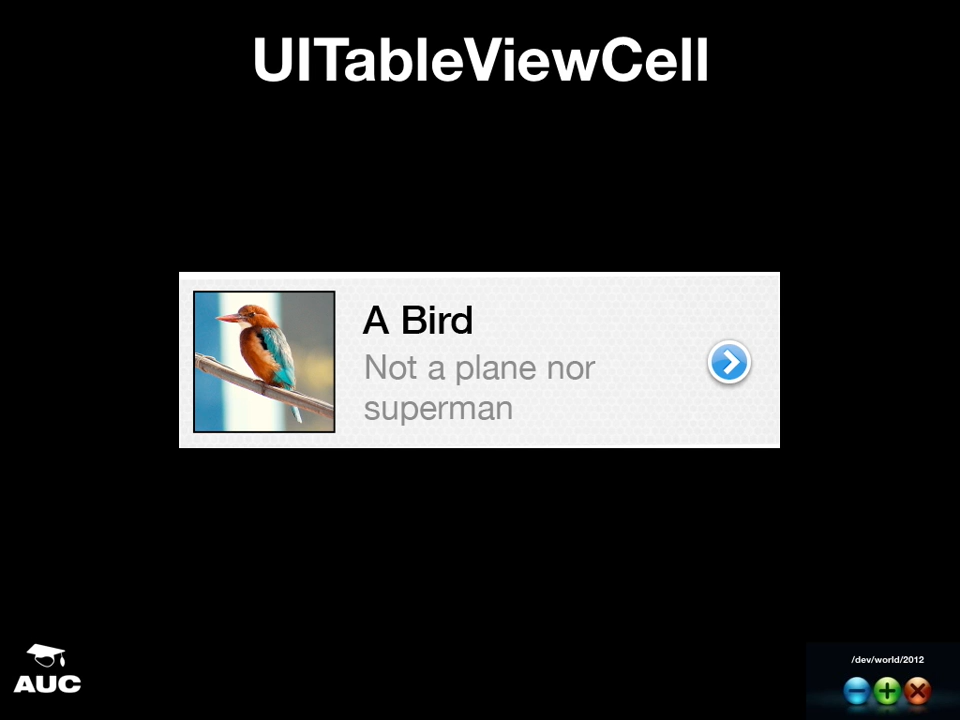 UITableViewCell
A Bird
Not a plane nor
superman
AUC
/dev/world/2012